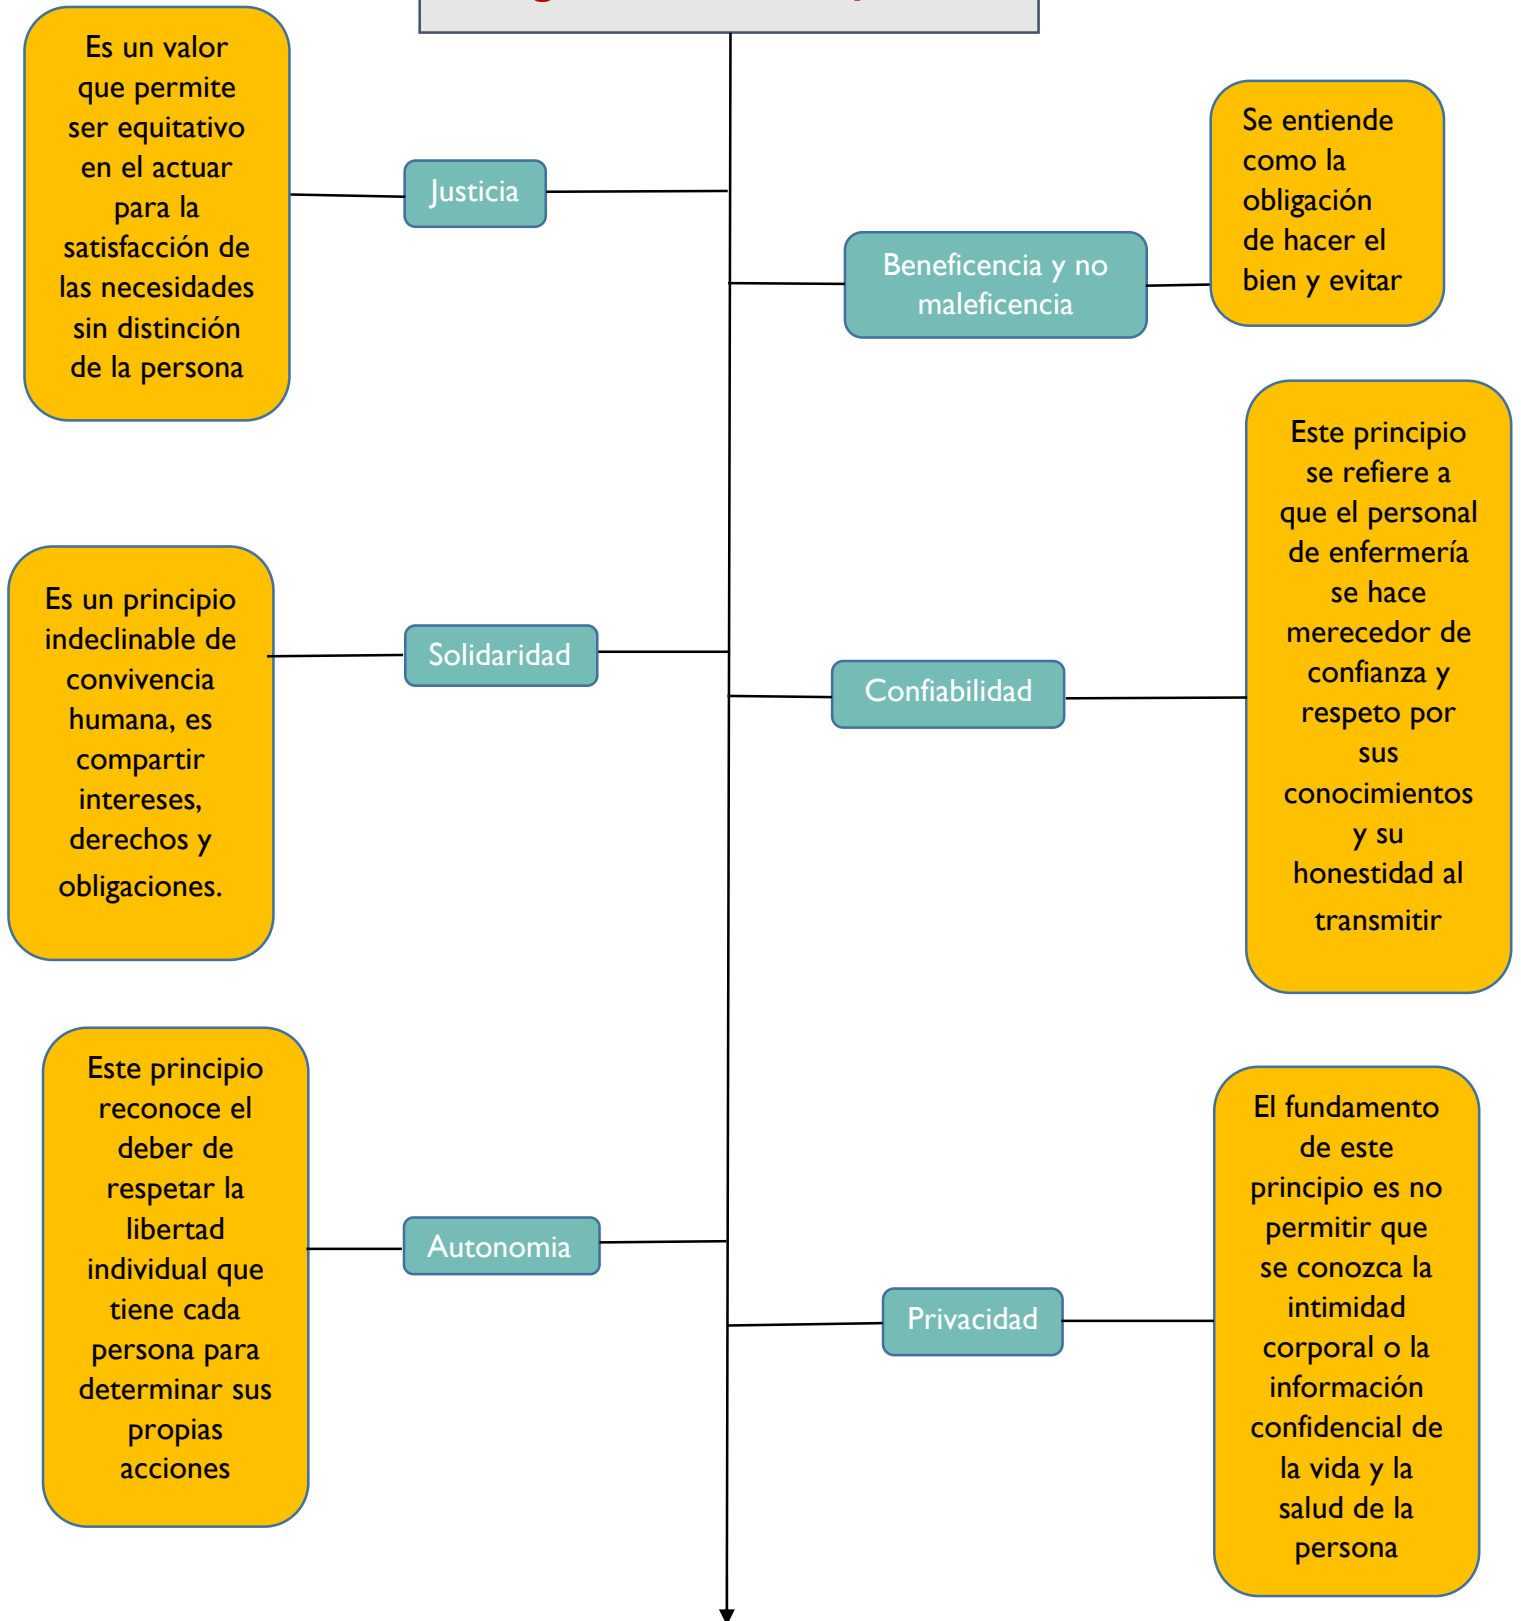 Es un valor
que permite
ser equitativo
en el actuar
para la
satisfacción de
las necesidades
sin distinción
de la persona
Justicia
Se entiende
como la
obligación
de hacer el
bien y evitar
Beneficencia y no
maleficencia
Es un principio
indeclinable de
convivencia
humana, es
compartir
intereses,
derechos y
obligaciones.
Solidaridad
Este principio
se refiere a
que el personal
de enfermería
se hace
merecedor de
confianza y
respeto por
sus
conocimientos
y su
honestidad al
transmitir
Confiabilidad
Este principio
reconoce el
deber de
respetar la
libertad
individual que
tiene cada
persona para
determinar sus
propias
acciones
Autonomia
El fundamento
de este
principio es no
permitir que
se conozca la
intimidad
corporal o la
información
confidencial de
la vida y la
salud de la
persona
Privacidad